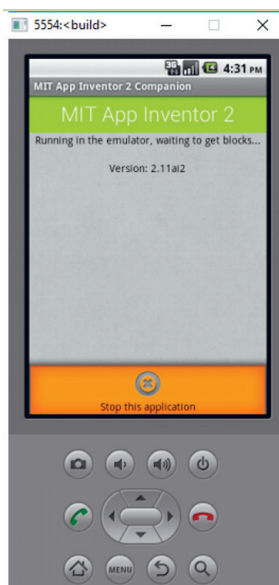 5554:<build>
3G
4:31 PM
MIT App Inventor 2 Companion
MIT App Inventor 2
Running in the emulator, waiting to get blocks...
Version: 2.11ai2
Stop this application
MENU